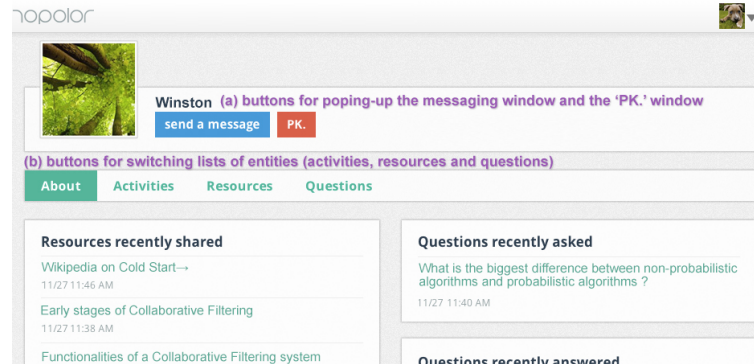 nopolor
Winston (a) buttons for poping-up the messaging window and the ‘PK.’ window
send a message PK.
(b) buttons for switching lists of entities (activities, resources and questions)
About Activities Resources Questions
Resources recently shared
Wikipedia on Cold Start→
11/27 11:46 AM
Early stages of Collaborative Filtering
11/27 11:38 AM
Functionalities of a Collaborative Filtering system
Questions recently asked
What is the biggest difference between non-probabilistic
algorithms and probabilistic algorithms ?
11/27 11:40 AM
Questions recently answered